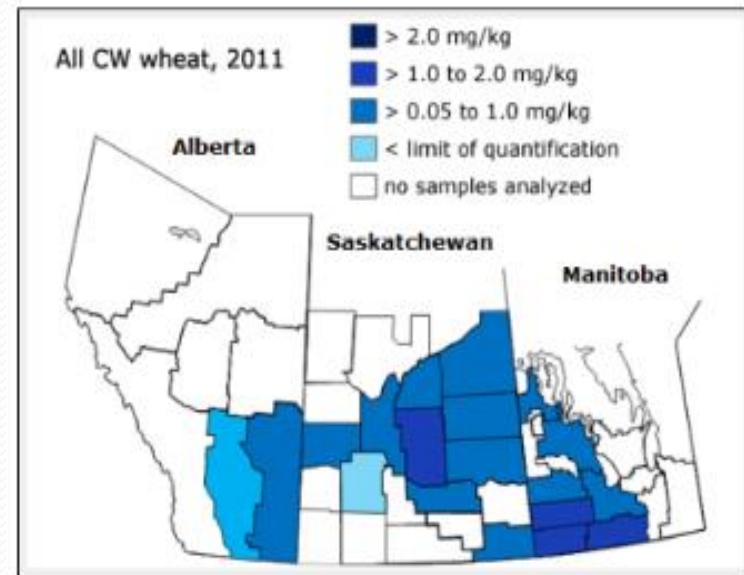 All CW wheat, 2011
> 2.0 mg/kg
> 1.0 to 2.0 mg/kg
> 0.05 to 1.0 mg/kg
< limit of quantification
no samples analyzed
Alberta
Saskatchewan
Manitoba